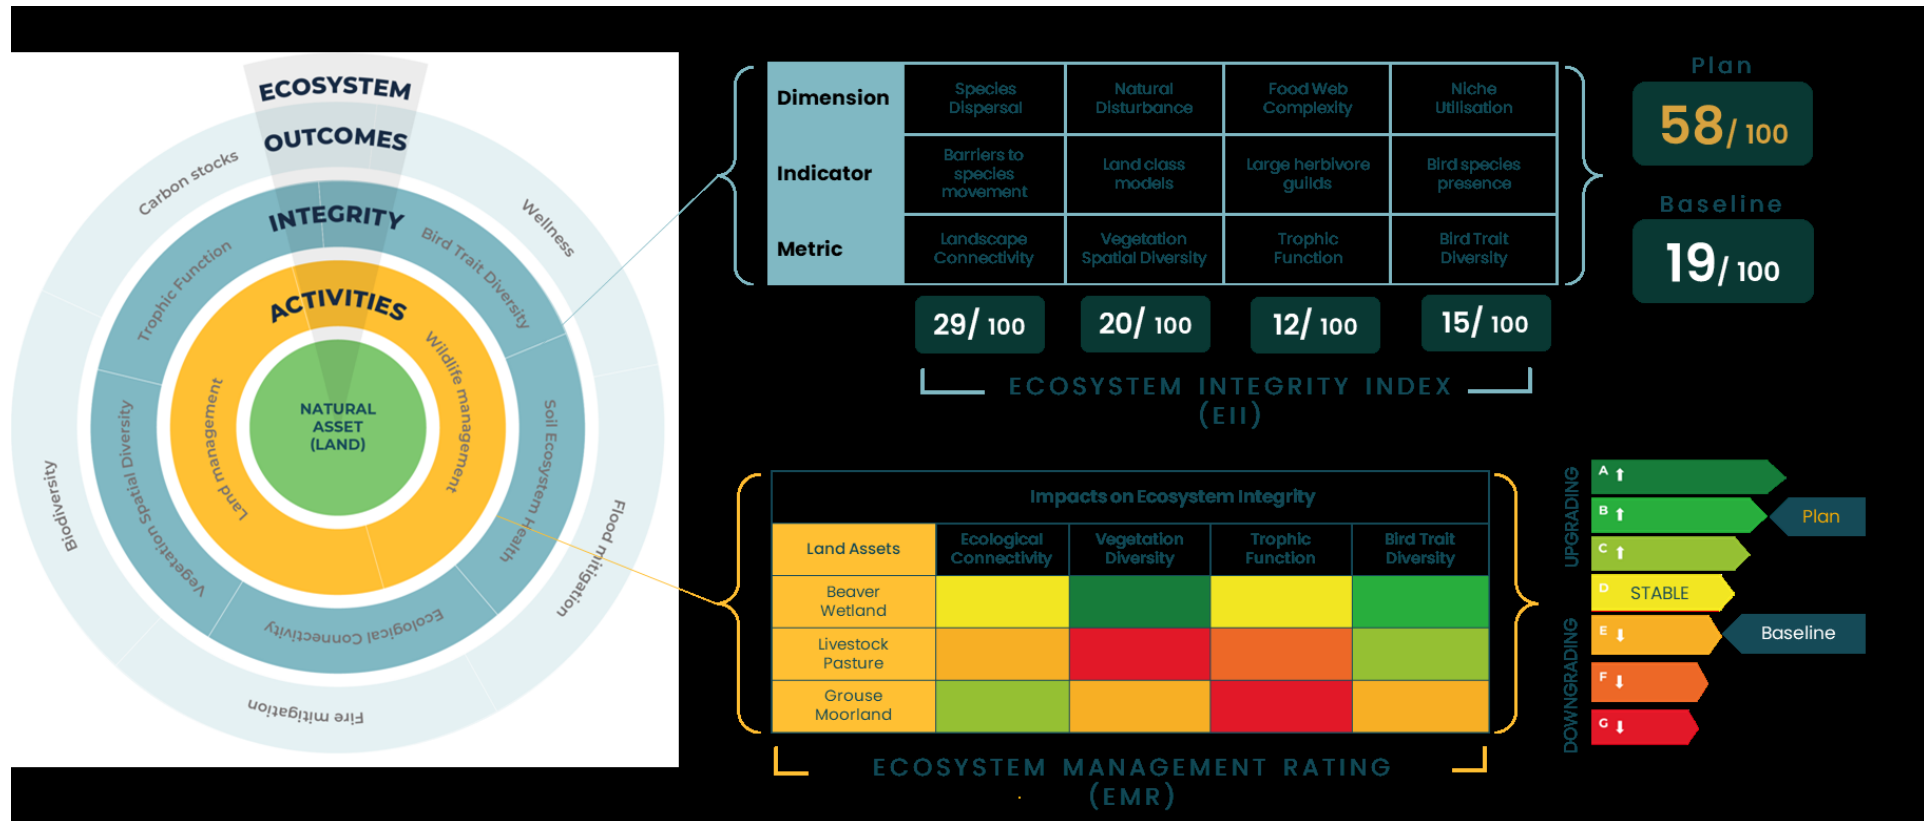 ECOSYSTEM
OUTCOMES
Carbon stocks
Wellness
Biodiversity
Flood mitigation
Fire mitigation
INTEGRITY
Trophic Function
Bird Trait Diversity
Vegetation Spatial Diversity
Soil Ecosystem Health
Ecological Connectivity
ACTIVITIES
Land management
Wildlife management
NATURAL
ASSET
(LAND)
Dimension
Species
Dispersal
Natural
Disturbance
Food Web
Complexity
Niche
Utilisation
Indicator
Barriers to
species
movement
Land class
models
Large herbivore
guilds
Bird species
presence
Metric
Landscape
Connectivity
Vegetation
Spatial Diversity
Trophic
Function
Bird Trait
Diversity
29/ 100
20/ 100
12/ 100
15/ 100
ECOSYSTEM INTEGRITY INDEX
(EII)
Plan
58/ 100
Baseline
19/ 100
Impacts on Ecosystem Integrity
Land Assets
Ecological
Connectivity
Vegetation
Diversity
Trophic
Function
Bird Trait
Diversity
Beaver
Wetland
Livestock
Pasture
Grouse
Moorland
ECOSYSTEM MANAGEMENT RATING
(EMR)
UPGRADING
DOWNGRADING
A ⬆
B ⬆
C ⬆
D STABLE
E ⬇
F ⬇
G ⬇
Plan
Baseline